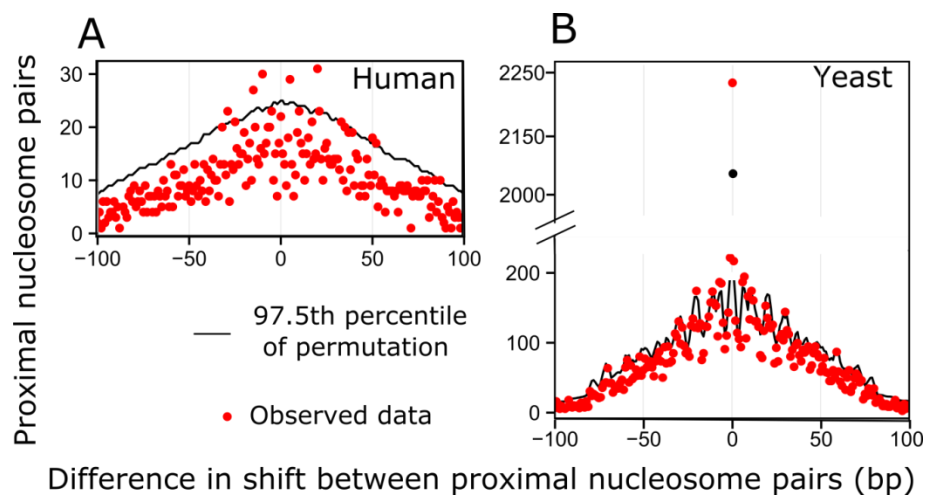 A
B
Human
Yeast
Proximal nucleosome pairs
30
20
10
0
−100
−50
0
50
100
2250
2150
2000
200
100
0
−100
−50
0
50
100
97.5th percentile
of permutation
Observed data
Difference in shift between proximal nucleosome pairs (bp)